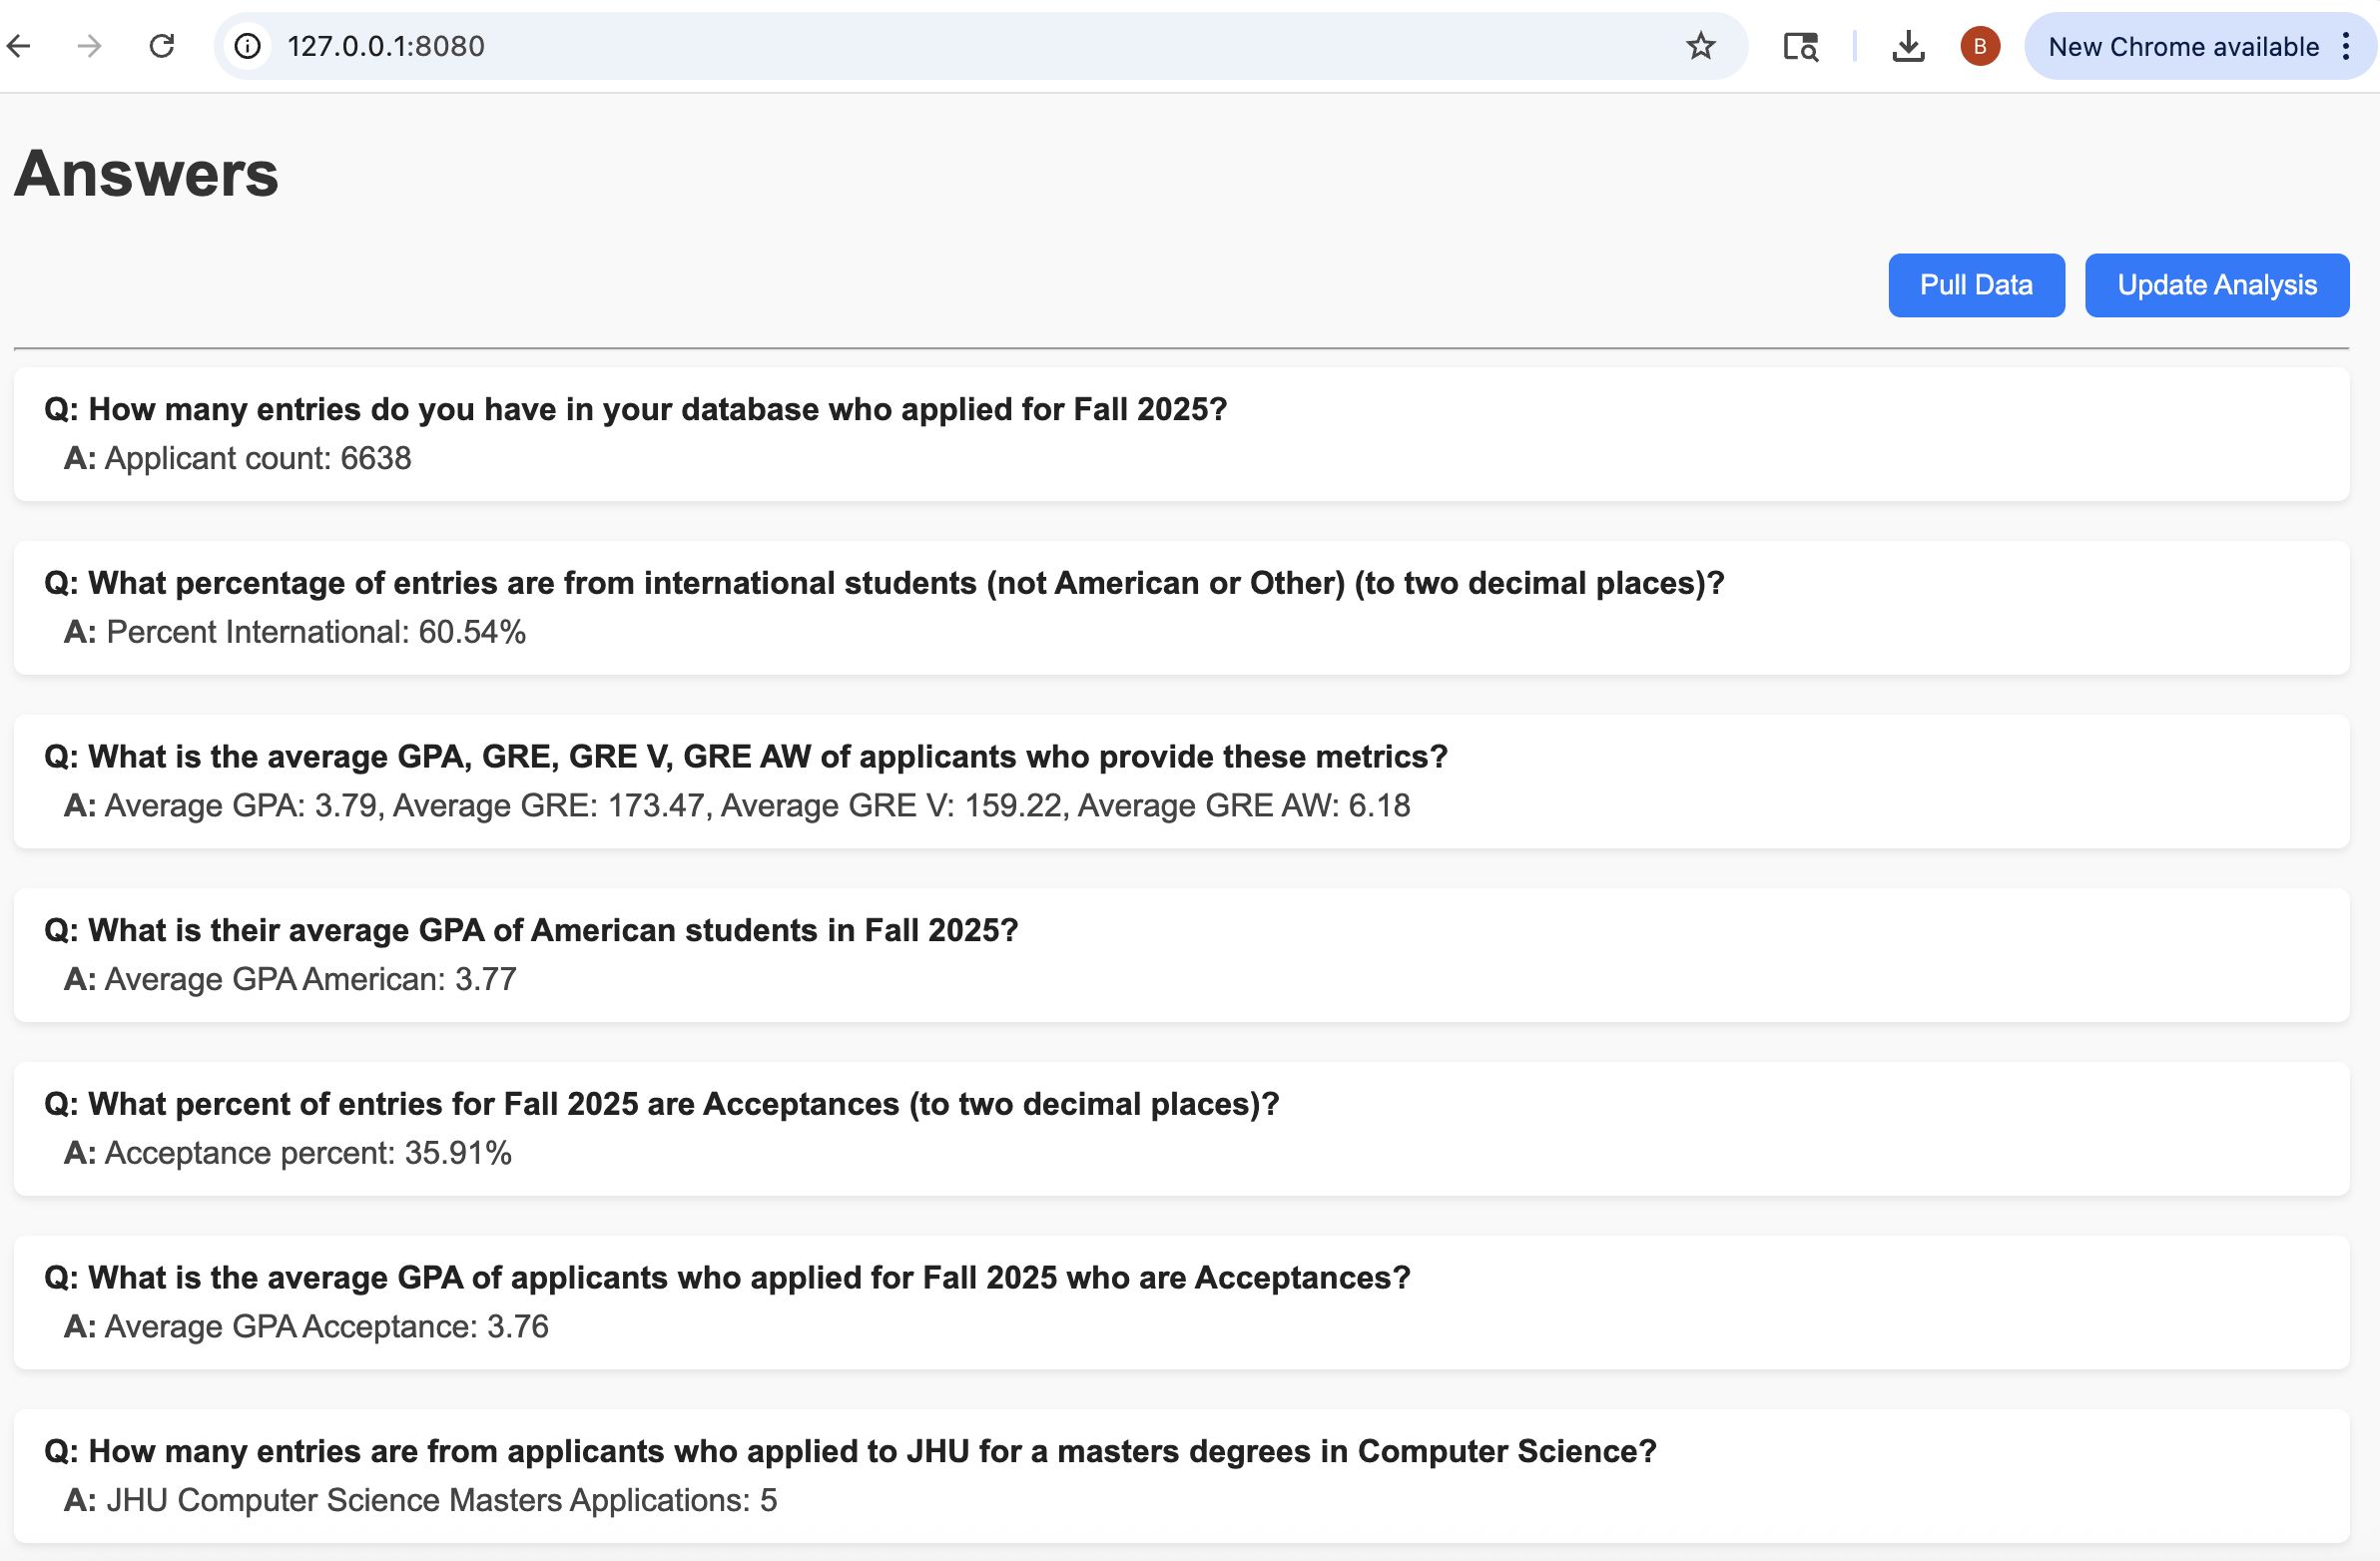 127.0.0.1:8080
B
New Chrome available
Answers
Pull Data
Update Analysis
Q: How many entries do you have in your database who applied for Fall 2025?
A: Applicant count: 6638
Q: What percentage of entries are from international students (not American or Other) (to two decimal places)?
A: Percent International: 60.54%
Q: What is the average GPA, GRE, GRE V, GRE AW of applicants who provide these metrics?
A: Average GPA: 3.79, Average GRE: 173.47, Average GRE V: 159.22, Average GRE AW: 6.18
Q: What is their average GPA of American students in Fall 2025?
A: Average GPA American: 3.77
Q: What percent of entries for Fall 2025 are Acceptances (to two decimal places)?
A: Acceptance percent: 35.91%
Q: What is the average GPA of applicants who applied for Fall 2025 who are Acceptances?
A: Average GPA Acceptance: 3.76
Q: How many entries are from applicants who applied to JHU for a masters degrees in Computer Science?
A: JHU Computer Science Masters Applications: 5